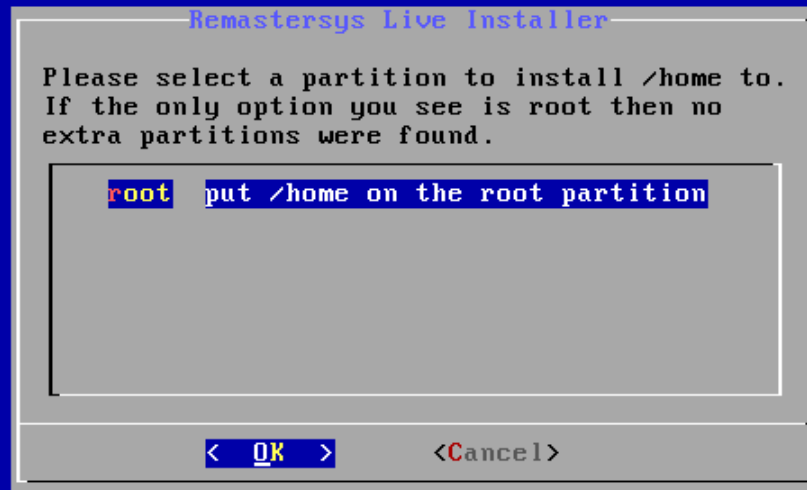 Remastersys Live Installer
Please select a partition to install /home to.
If the only option you see is root then no
extra partitions were found.
root put /home on the root partition
< OK > <Cancel>